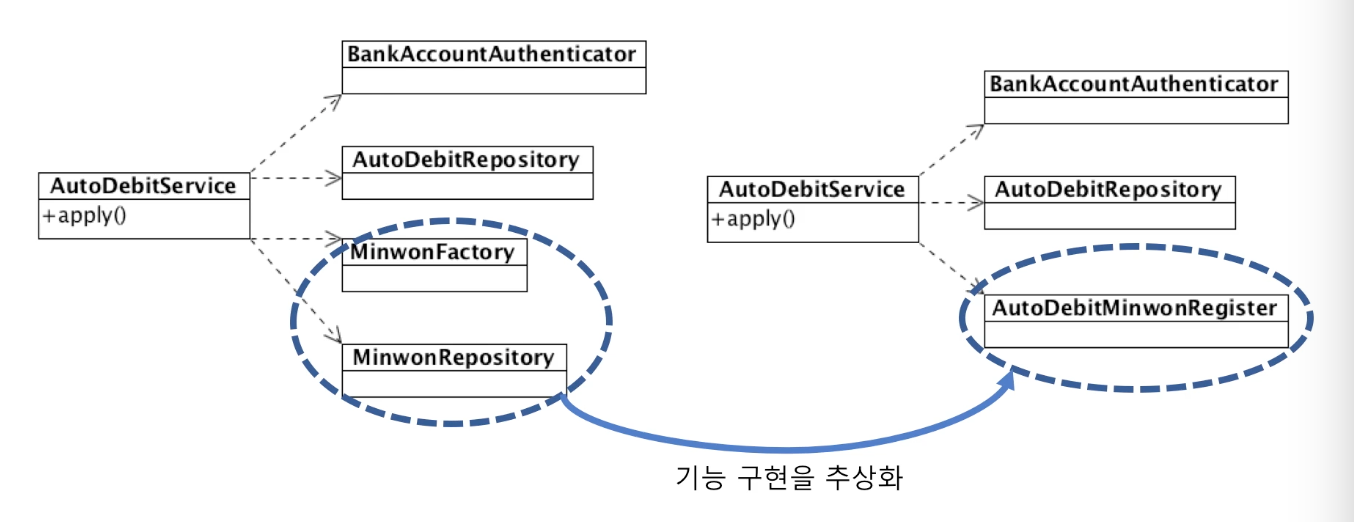 BankAccountAuthenticator
AutoDebitRepository
AutoDebitService
+apply()
MinwonFactory
MinwonRepository
BankAccountAuthenticator
AutoDebitService
+apply()
AutoDebitRepository
AutoDebitMinwonRegister
기능 구현을 추상화